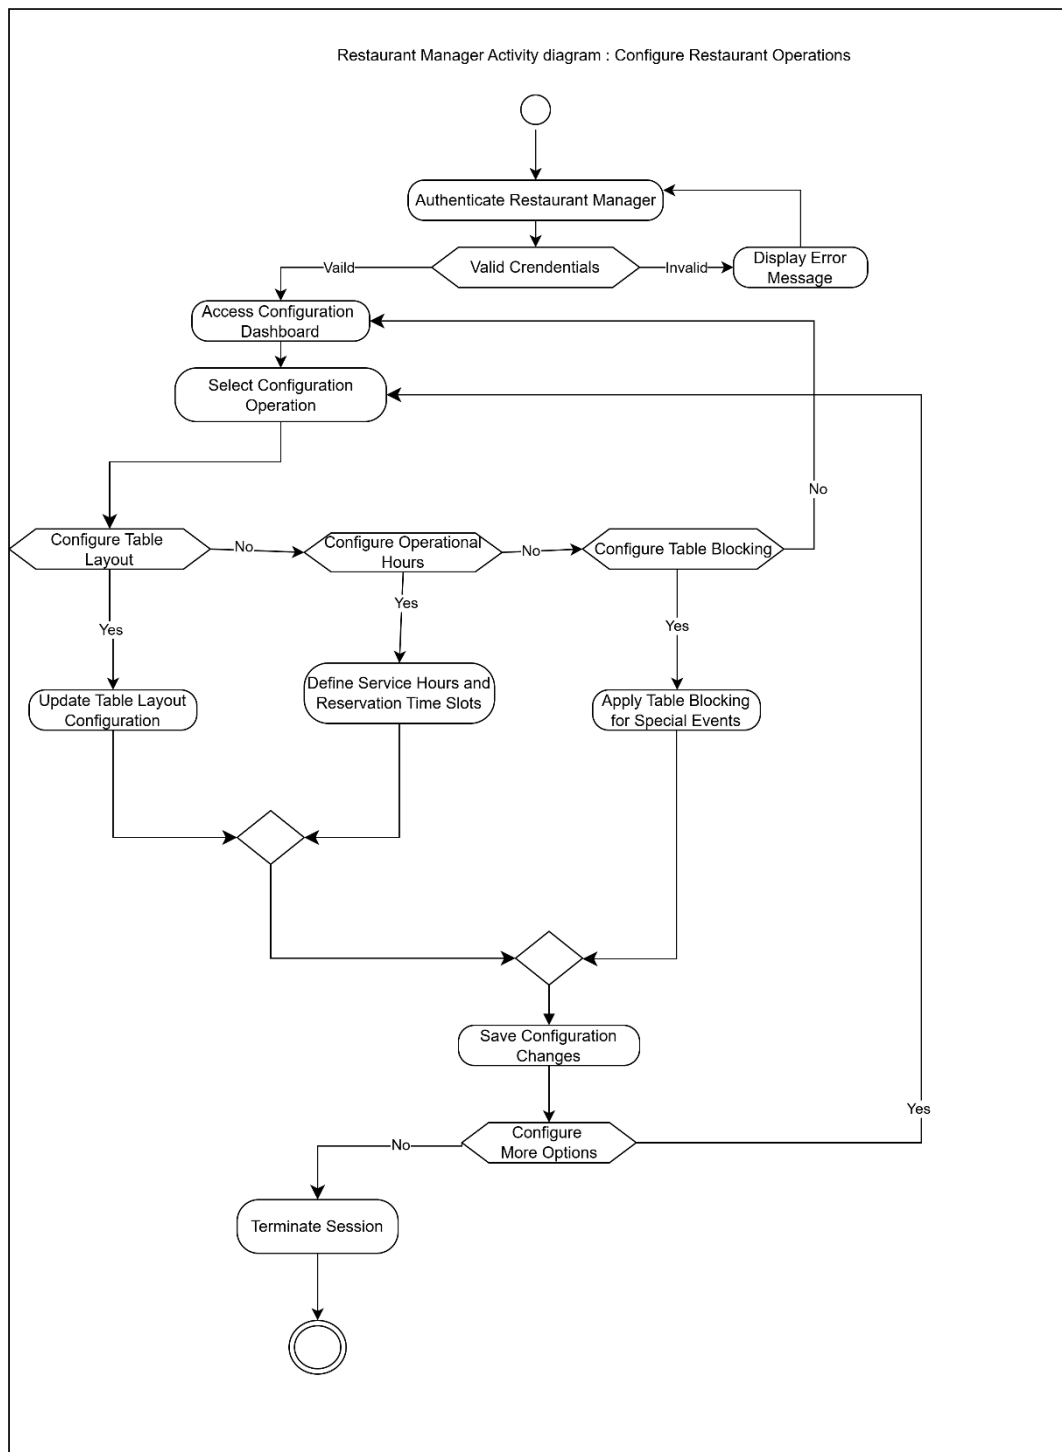 Restaurant Manager Activity diagram : Configure Restaurant Operations
Authenticate Restaurant Manager
Vaild
Valid Crendentials
Invalid
Display Error
Message
Access Configuration
Dashboard
Select Configuration
Operation
No
Configure Table
Layout
No
Configure Operational
Hours
No
Configure Table Blocking
Yes
Yes
Yes
Update Table Layout
Configuration
Define Service Hours and
Reservation Time Slots
Apply Table Blocking
for Special Events
Save Configuration
Changes
Yes
No
Configure
More Options
Terminate Session